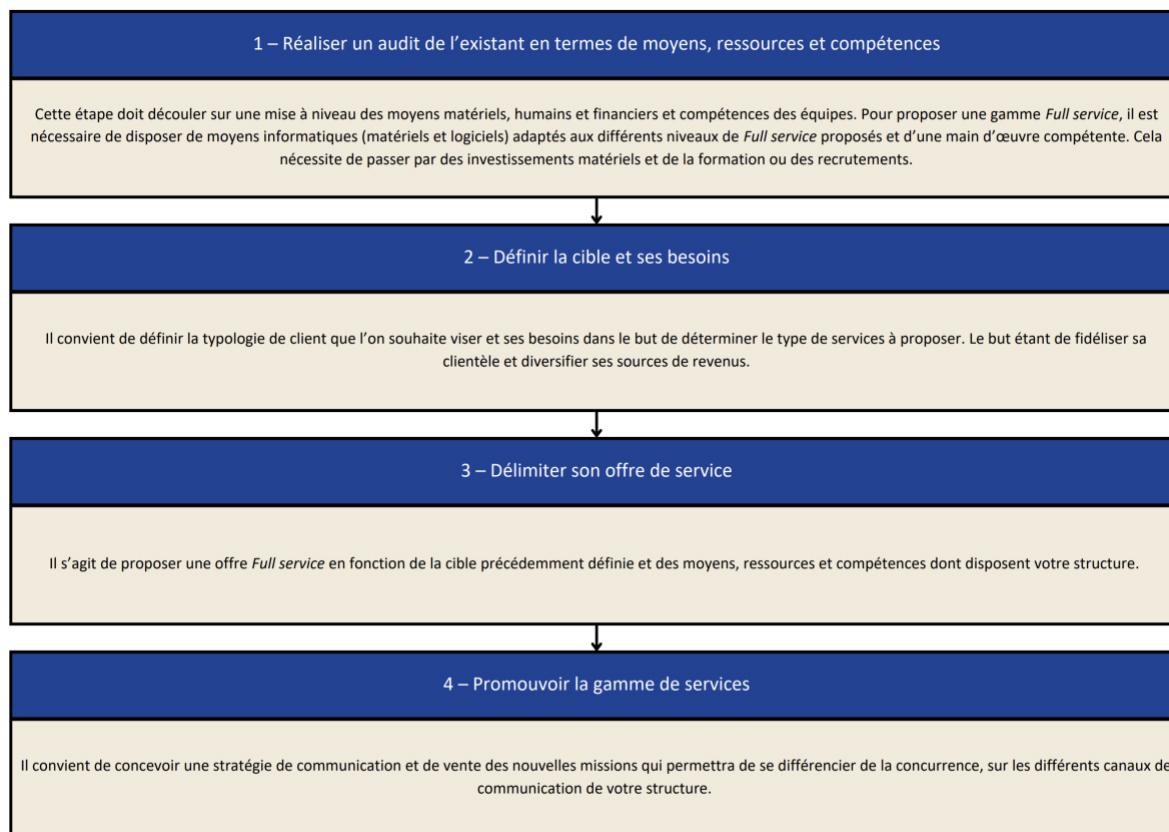 1 – Réaliser un audit de l’existant en termes de moyens, ressources et compétences
Cette étape doit découler sur une mise à niveau des moyens matériels, humains et financiers et compétences des équipes. Pour proposer une gamme Full service, il est
nécessaire de disposer de moyens informatiques (matériels et logiciels) adaptés aux différents niveaux de Full service proposés et d’une main d’œuvre compétente. Cela
nécessite de passer par des investissements matériels et de la formation ou des recrutements.
2 – Définir la cible et ses besoins
Il convient de définir la typologie de client que l’on souhaite viser et ses besoins dans le but de déterminer le type de services à proposer. Le but étant de fidéliser sa
clientèle et diversifier ses sources de revenus.
3 – Délimiter son offre de service
Il s’agit de proposer une offre Full service en fonction de la cible précédemment définie et des moyens, ressources et compétences dont disposent votre structure.
4 – Promouvoir la gamme de services
Il convient de concevoir une stratégie de communication et de vente des nouvelles missions qui permettra de se différencier de la concurrence, sur les différents canaux de
communication de votre structure.